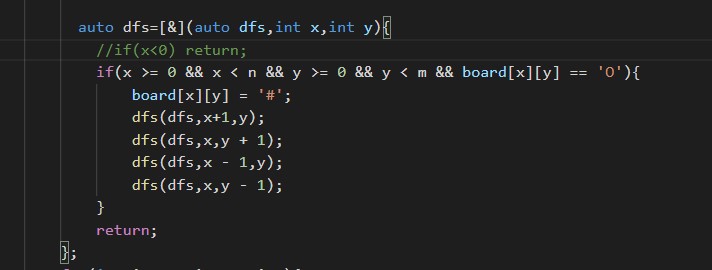 auto dfs=[&](auto dfs,int x,int y){
//if(x<0) return;
if(x >= 0 && x < n && y >= 0 && y < m && board[x][y] == 'O'){
board[x][y] = '#';
dfs(dfs,x+1,y);
dfs(dfs,x,y + 1);
dfs(dfs,x - 1,y);
dfs(dfs,x,y - 1);
}
return;
};